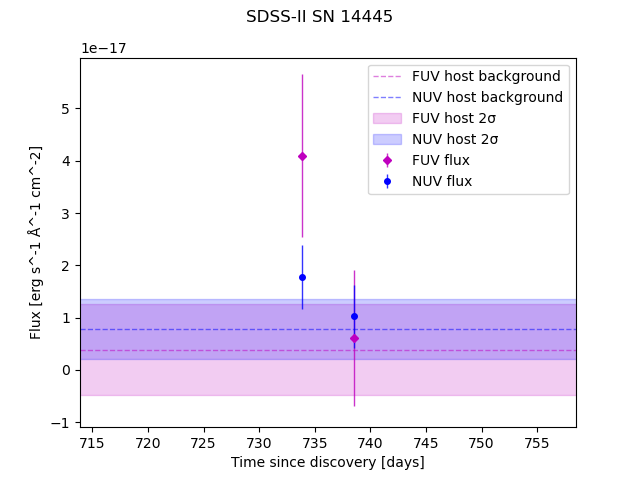 SDSS-II SN 14445
1e−17
FUV host background
NUV host background
FUV host 2σ
NUV host 2σ
FUV flux
NUV flux
5
4
3
2
1
0
−1
Flux [erg s^-1 Å^-1 cm^-2]
715 720 725 730 735 740 745 750 755
Time since discovery [days]